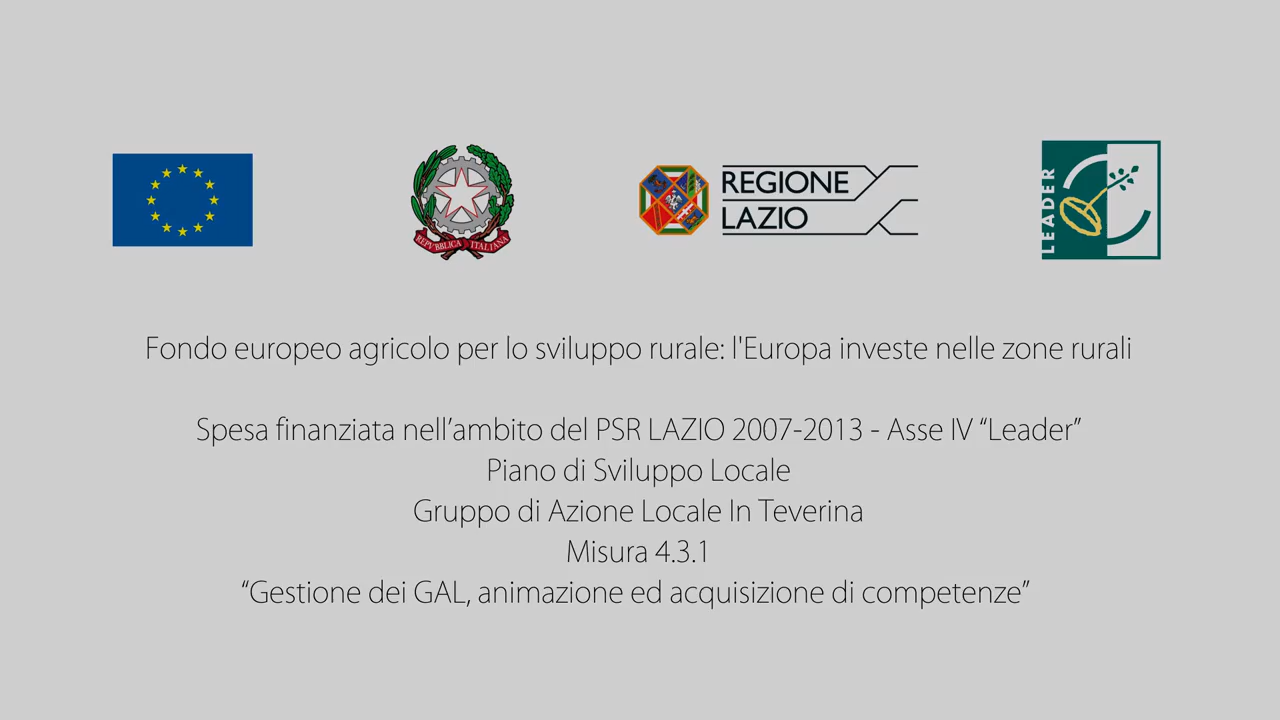 REPVBBLICA ITALIANA
REGIONE
LAZIO
LEADER
Fondo europeo agricolo per lo sviluppo rurale: l'Europa investe nelle zone rurali
Spesa finanziata nell’ambito del PSR LAZIO 2007-2013 - Asse IV “Leader”
Piano di Sviluppo Locale
Gruppo di Azione Locale In Teverina
Misura 4.3.1
“Gestione dei GAL, animazione ed acquisizione di competenze”